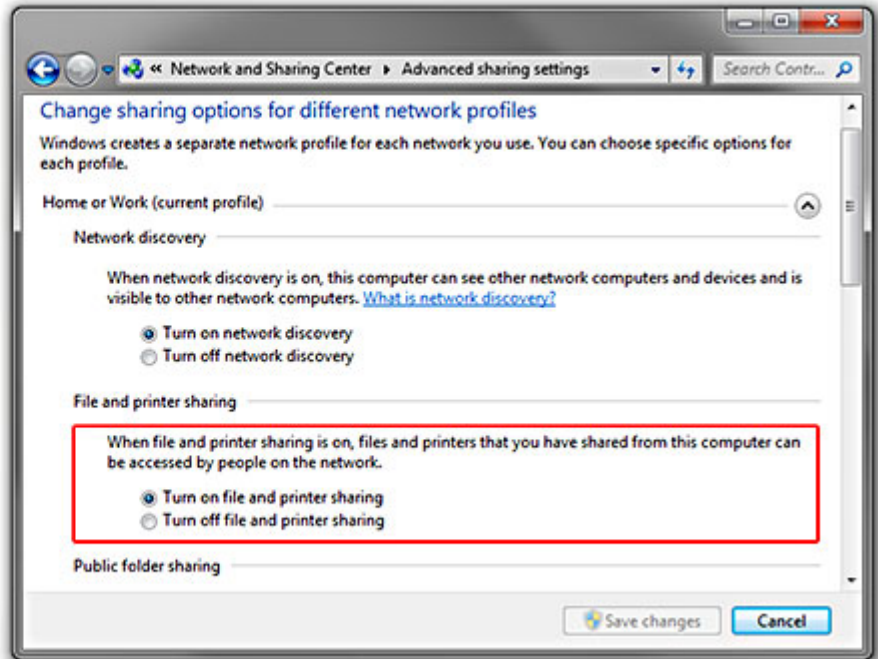 « Network and Sharing Center ▸ Advanced sharing settings
Search Contr...
Change sharing options for different network profiles
Windows creates a separate network profile for each network you use. You can choose specific options for
each profile.
Home or Work (current profile)
Network discovery
When network discovery is on, this computer can see other network computers and devices and is
visible to other network computers. What is network discovery?
Turn on network discovery
Turn off network discovery
File and printer sharing
When file and printer sharing is on, files and printers that you have shared from this computer can
be accessed by people on the network.
Turn on file and printer sharing
Turn off file and printer sharing
Public folder sharing
Save changes
Cancel